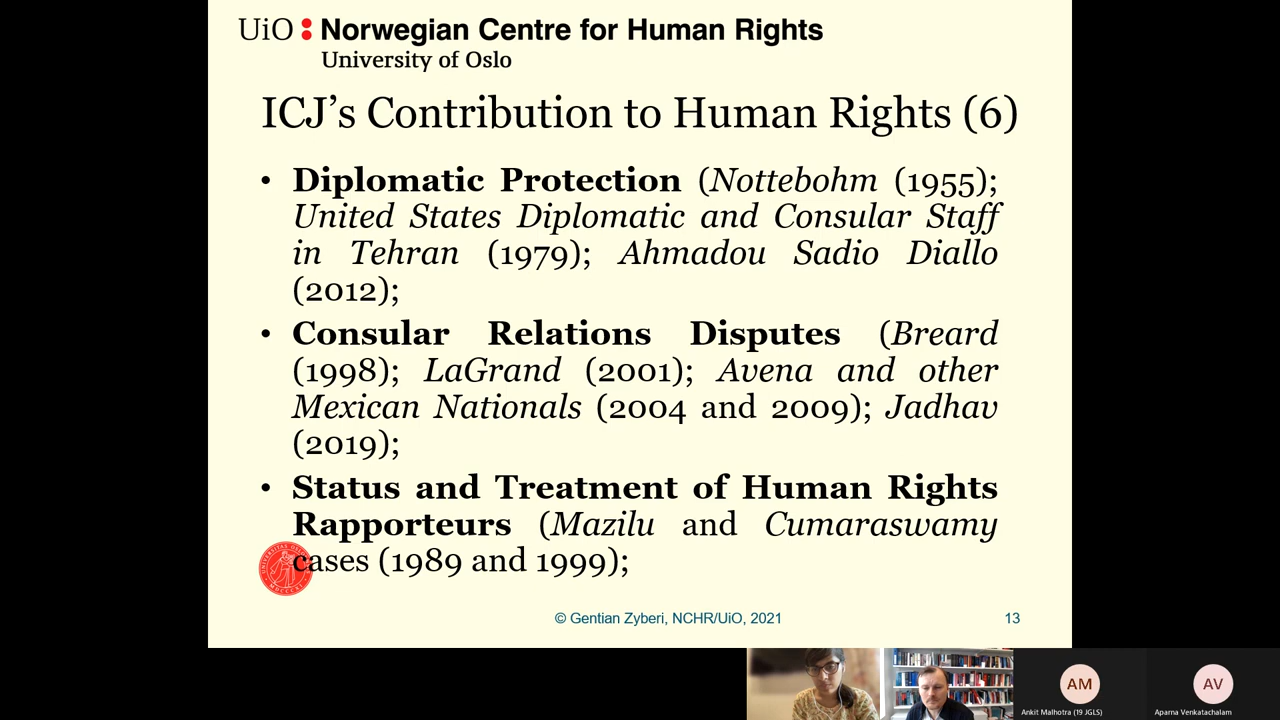 UiO Norwegian Centre for Human Rights
University of Oslo
ICJ’s Contribution to Human Rights (6)
• Diplomatic Protection (Nottebohm (1955);
United States Diplomatic and Consular Staff
in Tehran (1979); Ahmadou Sadio Diallo
(2012);
• Consular Relations Disputes (Breard
(1998); LaGrand (2001); Avena and other
Mexican Nationals (2004 and 2009); Jadhav
(2019);
• Status and Treatment of Human Rights
Rapporteurs (Mazilu and Cumaraswamy
cases (1989 and 1999);
© Gentian Zyberi, NCHR/UiO, 2021
13
AM
AV
Ankit Malhotra (19 JGLS)
Aparna Venkatachalam